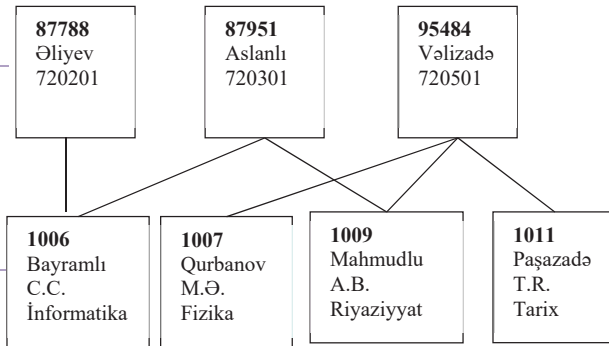 87788
Əliyev
720201
87951
Aslanlı
720301
95484
Vəlizadə
720501
1006
Bayramlı
C.C.
İnformatika
1007
Qurbanov
M.Ə.
Fizika
1009
Mahmudlu
A.B.
Riyaziyyat
1011
Paşazadə
T.R.
Tarix